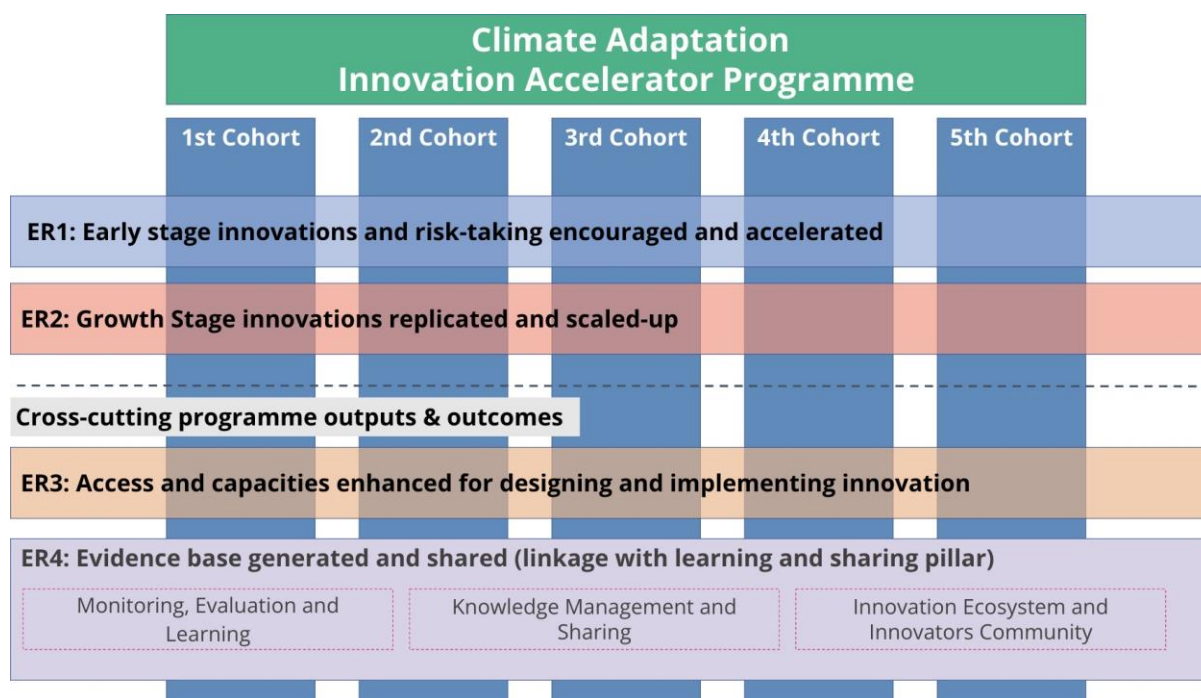 Climate Adaptation
Innovation Accelerator Programme
1st Cohort
2nd Cohort
3rd Cohort
4th Cohort
5th Cohort
ER1: Early stage innovations and risk-taking encouraged and accelerated
ER2: Growth Stage innovations replicated and scaled-up
Cross-cutting programme outputs & outcomes
ER3: Access and capacities enhanced for designing and implementing innovation
ER4: Evidence base generated and shared (linkage with learning and sharing pillar)
Monitoring, Evaluation and
Learning
Knowledge Management and
Sharing
Innovation Ecosystem and
Innovators Community